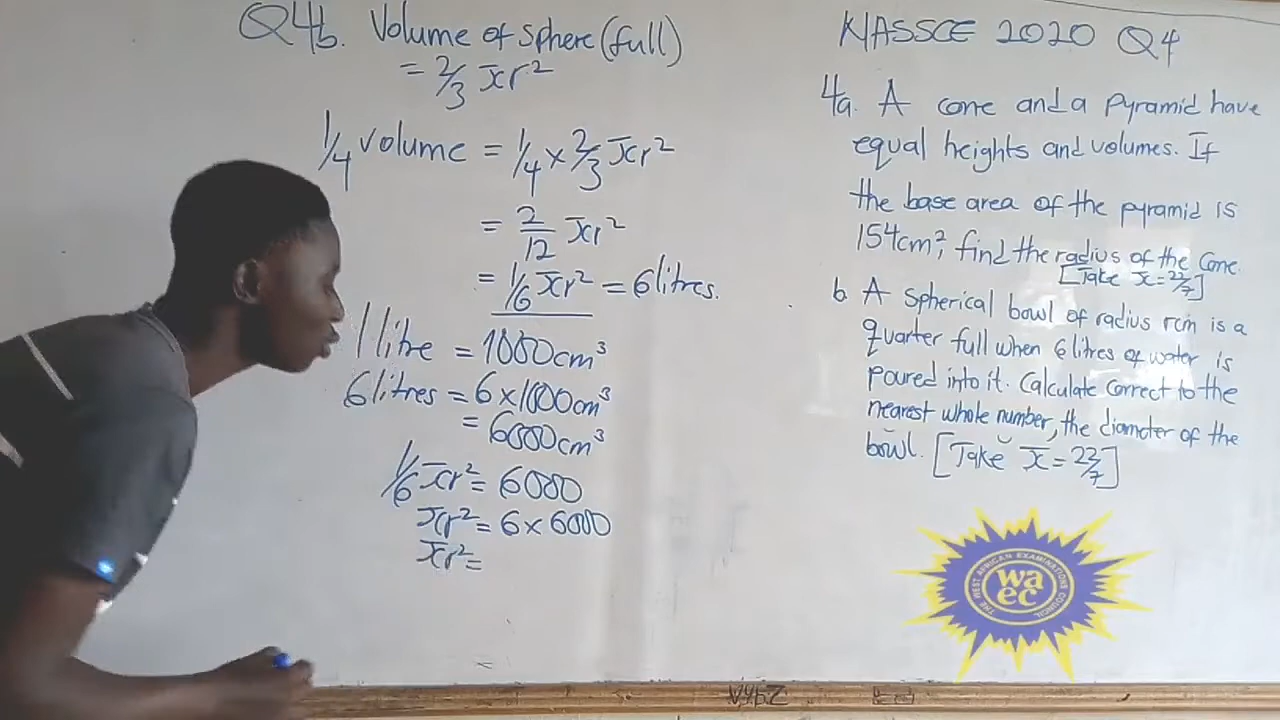 Q4b. Volume of sphere (full)
= 2/3 πr²
1/4 volume = 1/4 × 2/3 πr²
= 2/12 πr²
= 1/6 πr² = 6 litres.
1 litre = 1000cm³
6 litres = 6 × 1000cm³
= 6000cm³
1/6 πr² = 6000
πr² = 6 × 6000
πr² =
WASSCE 2020 Q4
4a. A cone and a pyramid have
equal heights and volumes. If
the base area of the pyramid is
154cm², find the radius of the cone.
[Take π = 22/7]
b. A spherical bowl of radius rcm is a
quarter full when 6 litres of water is
poured into it. Calculate correct to the
nearest whole number, the diameter of the
bowl. [Take π = 22/7]
THE WEST AFRICAN EXAMINATIONS COUNCIL
wa
ec